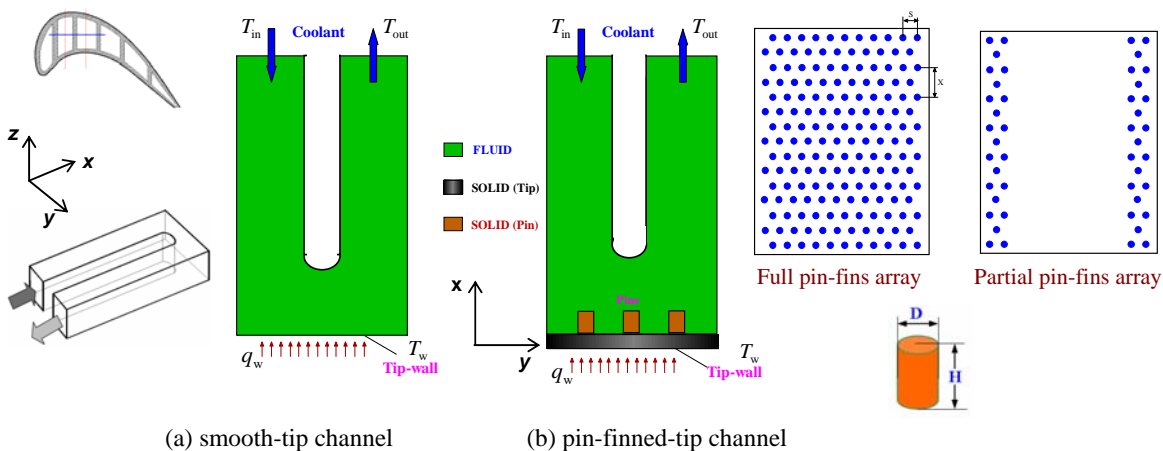 T_in Coolant T_out
T_in Coolant T_out
S
X
z
x
y
FLUID
SOLID (Tip)
SOLID (Pin)
Full pin-fins array
Partial pin-fins array
x
y
Pins
q_w
T_w
Tip-wall
q_w
T_w
Tip-wall
D
H
(a) smooth-tip channel
(b) pin-finned-tip channel